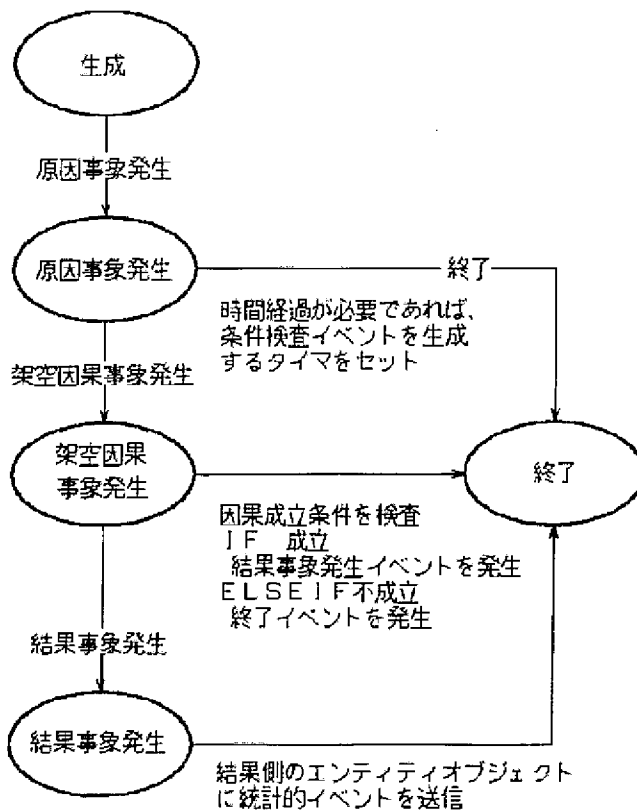 生成
原因事象発生
原因事象発生
終了
時間経過が必要であれば、
条件検査イベントを生成
するタイマをセット
架空因果事象発生
架空因果
事象発生
終了
因果成立条件を検査
IF 成立
結果事象発生イベントを発生
ELSEIF不成立
終了イベントを発生
結果事象発生
結果事象発生
結果側のエンティティオブジェクト
に統計的イベントを送信